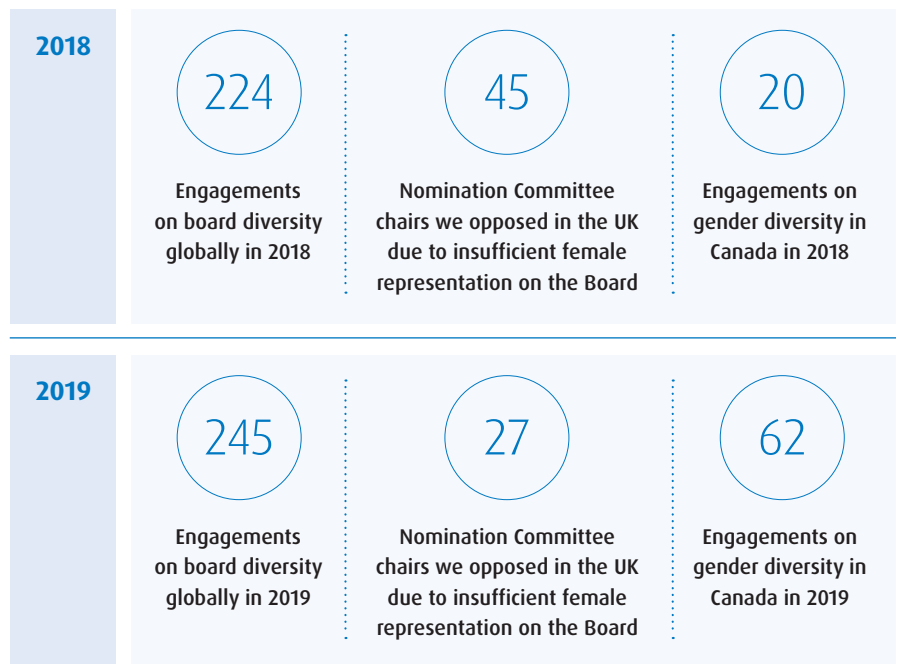 2018
224
Engagements
on board diversity
globally in 2018
45
Nomination Committee
chairs we opposed in the UK
due to insufficient female
representation on the Board
20
Engagements on
gender diversity in
Canada in 2018
2019
245
Engagements
on board diversity
globally in 2019
27
Nomination Committee
chairs we opposed in the UK
due to insufficient female
representation on the Board
62
Engagements on
gender diversity in
Canada in 2019